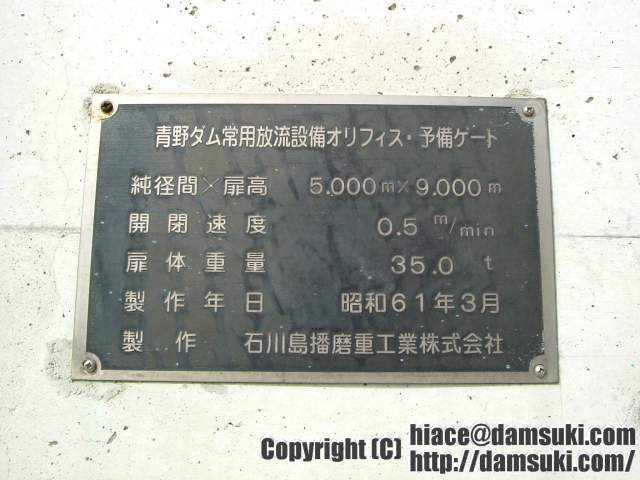 青野ダム常用放流設備オリフィス・予備ゲート
純径間×扉高 5.000m×9.000m
開閉速度 0.5 m/min
扉体重量 35.0 t
製作年日 昭和61年3月
製作 石川島播磨重工業株式会社
Copyright (C) hiace@damsuki.com
http://damsuki.com/